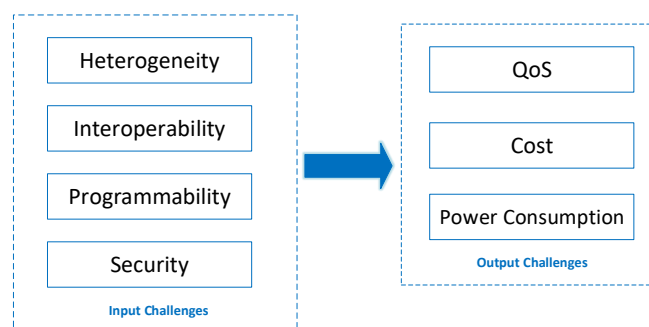 Heterogeneity
Interoperability
Programmability
Security
Input Challenges
QoS
Cost
Power Consumption
Output Challenges